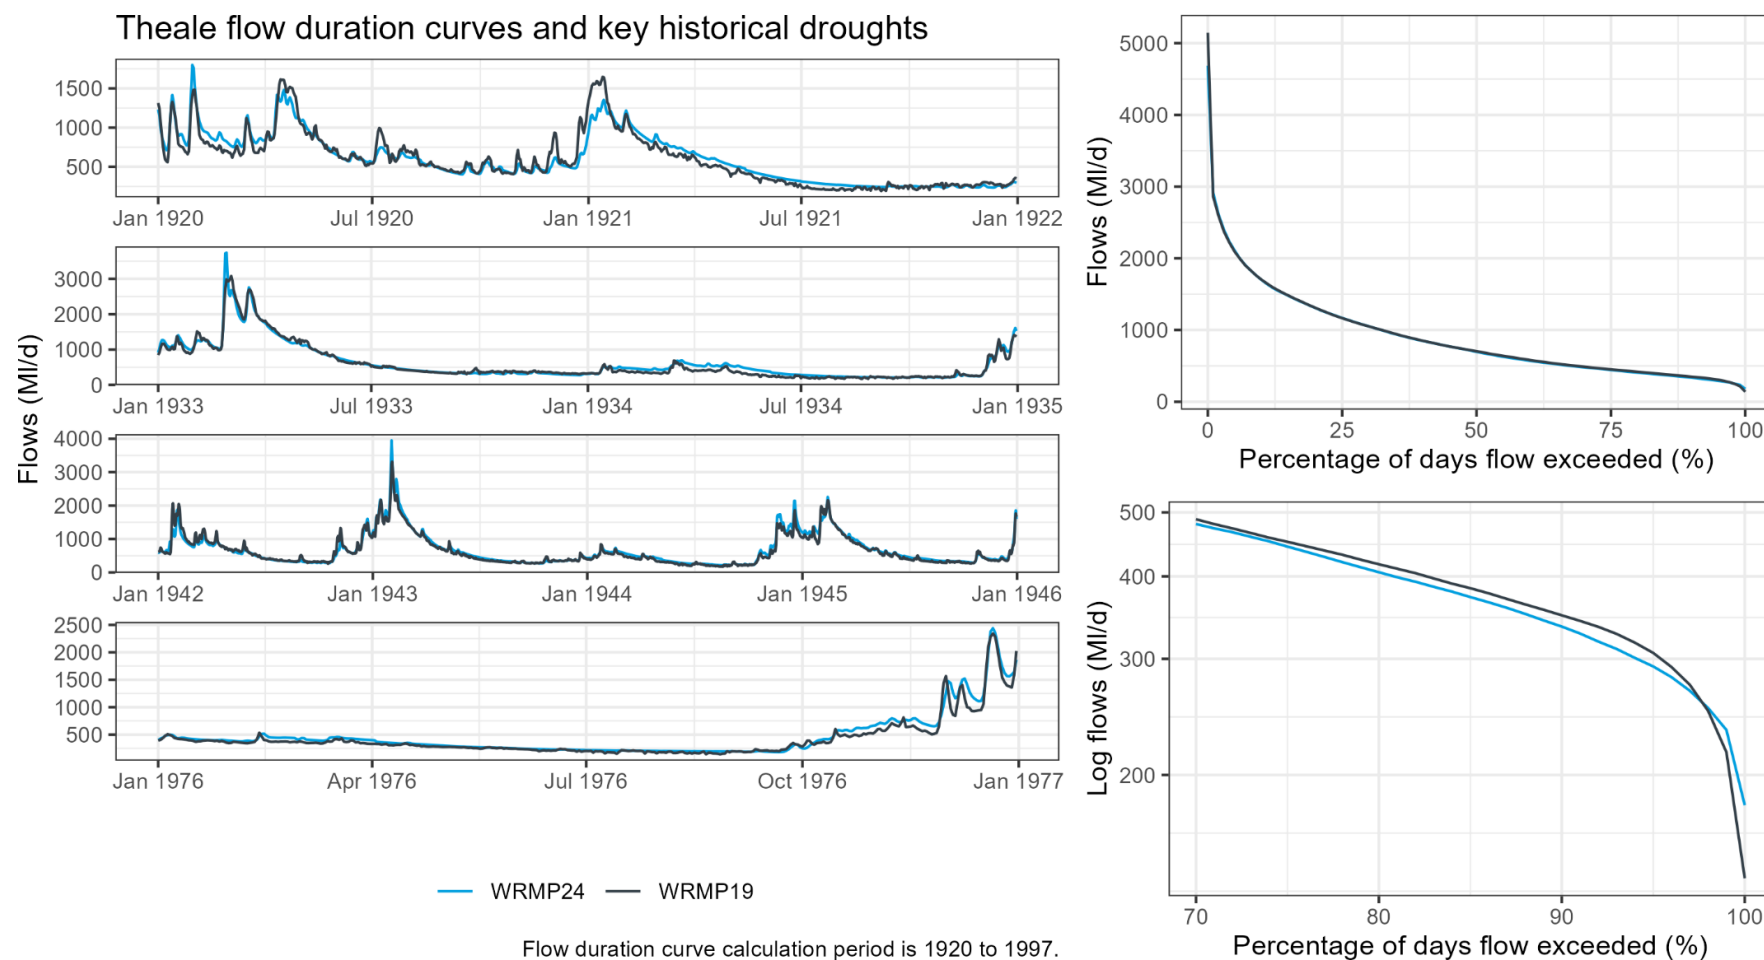 Theale flow duration curves and key historical droughts
Flows (Ml/d)
1500
1000
500
Jan 1920 Jul 1920 Jan 1921 Jul 1921 Jan 1922
3000
2000
1000
0
Jan 1933 Jul 1933 Jan 1934 Jul 1934 Jan 1935
4000
3000
2000
1000
0
Jan 1942 Jan 1943 Jan 1944 Jan 1945 Jan 1946
2500
2000
1500
1000
500
Jan 1976 Apr 1976 Jul 1976 Oct 1976 Jan 1977
WRMP24 WRMP19
Flow duration curve calculation period is 1920 to 1997.
Flows (Ml/d)
5000
4000
3000
2000
1000
0
0 25 50 75 100
Percentage of days flow exceeded (%)
Log flows (Ml/d)
500
400
300
200
70 80 90 100
Percentage of days flow exceeded (%)